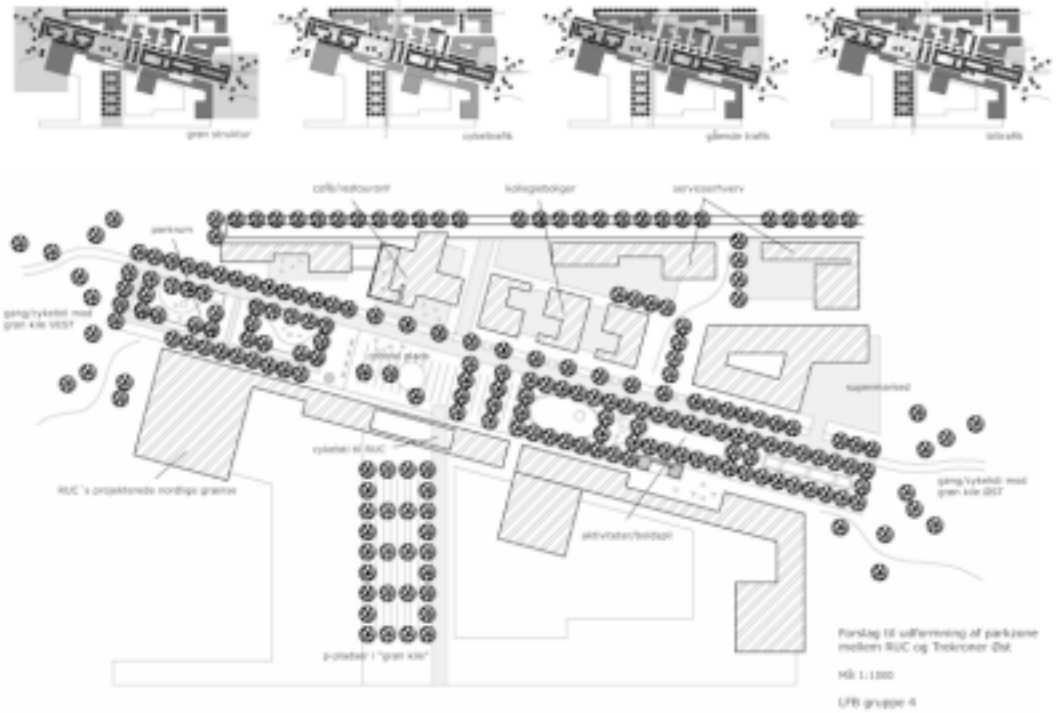 grøn struktur
cykeltrafik
gående trafik
biltrafik
café/restaurant
kollegieboliger
serviceerhverv
parkrum
gang/cykelsti mod
grøn kile VEST
plads
supermarked
cykelsti til RUC
RUC´s projekterede nordlige grænse
gang/cykelsti mod
grøn kile ØST
aktiviteter/boldspil
p-pladser i "grøn kile"
Forslag til udformning af parkzone
mellem RUC og Trekroner Øst
Mål 1:1000
LFB gruppe 4